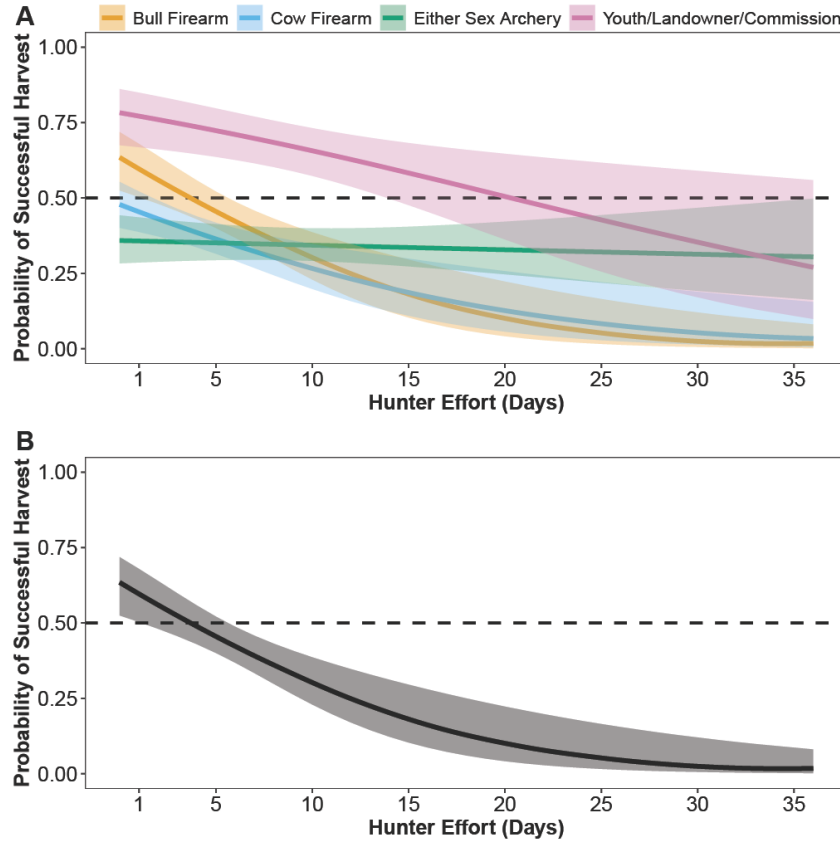 A
Bull Firearm Cow Firearm Either Sex Archery Youth/Landowner/Commission
Probability of Successful Harvest
1.00
0.75
0.50
0.25
0.00
1 5 10 15 20 25 30 35
Hunter Effort (Days)
B
Probability of Successful Harvest
1.00
0.75
0.50
0.25
0.00
1 5 10 15 20 25 30 35
Hunter Effort (Days)